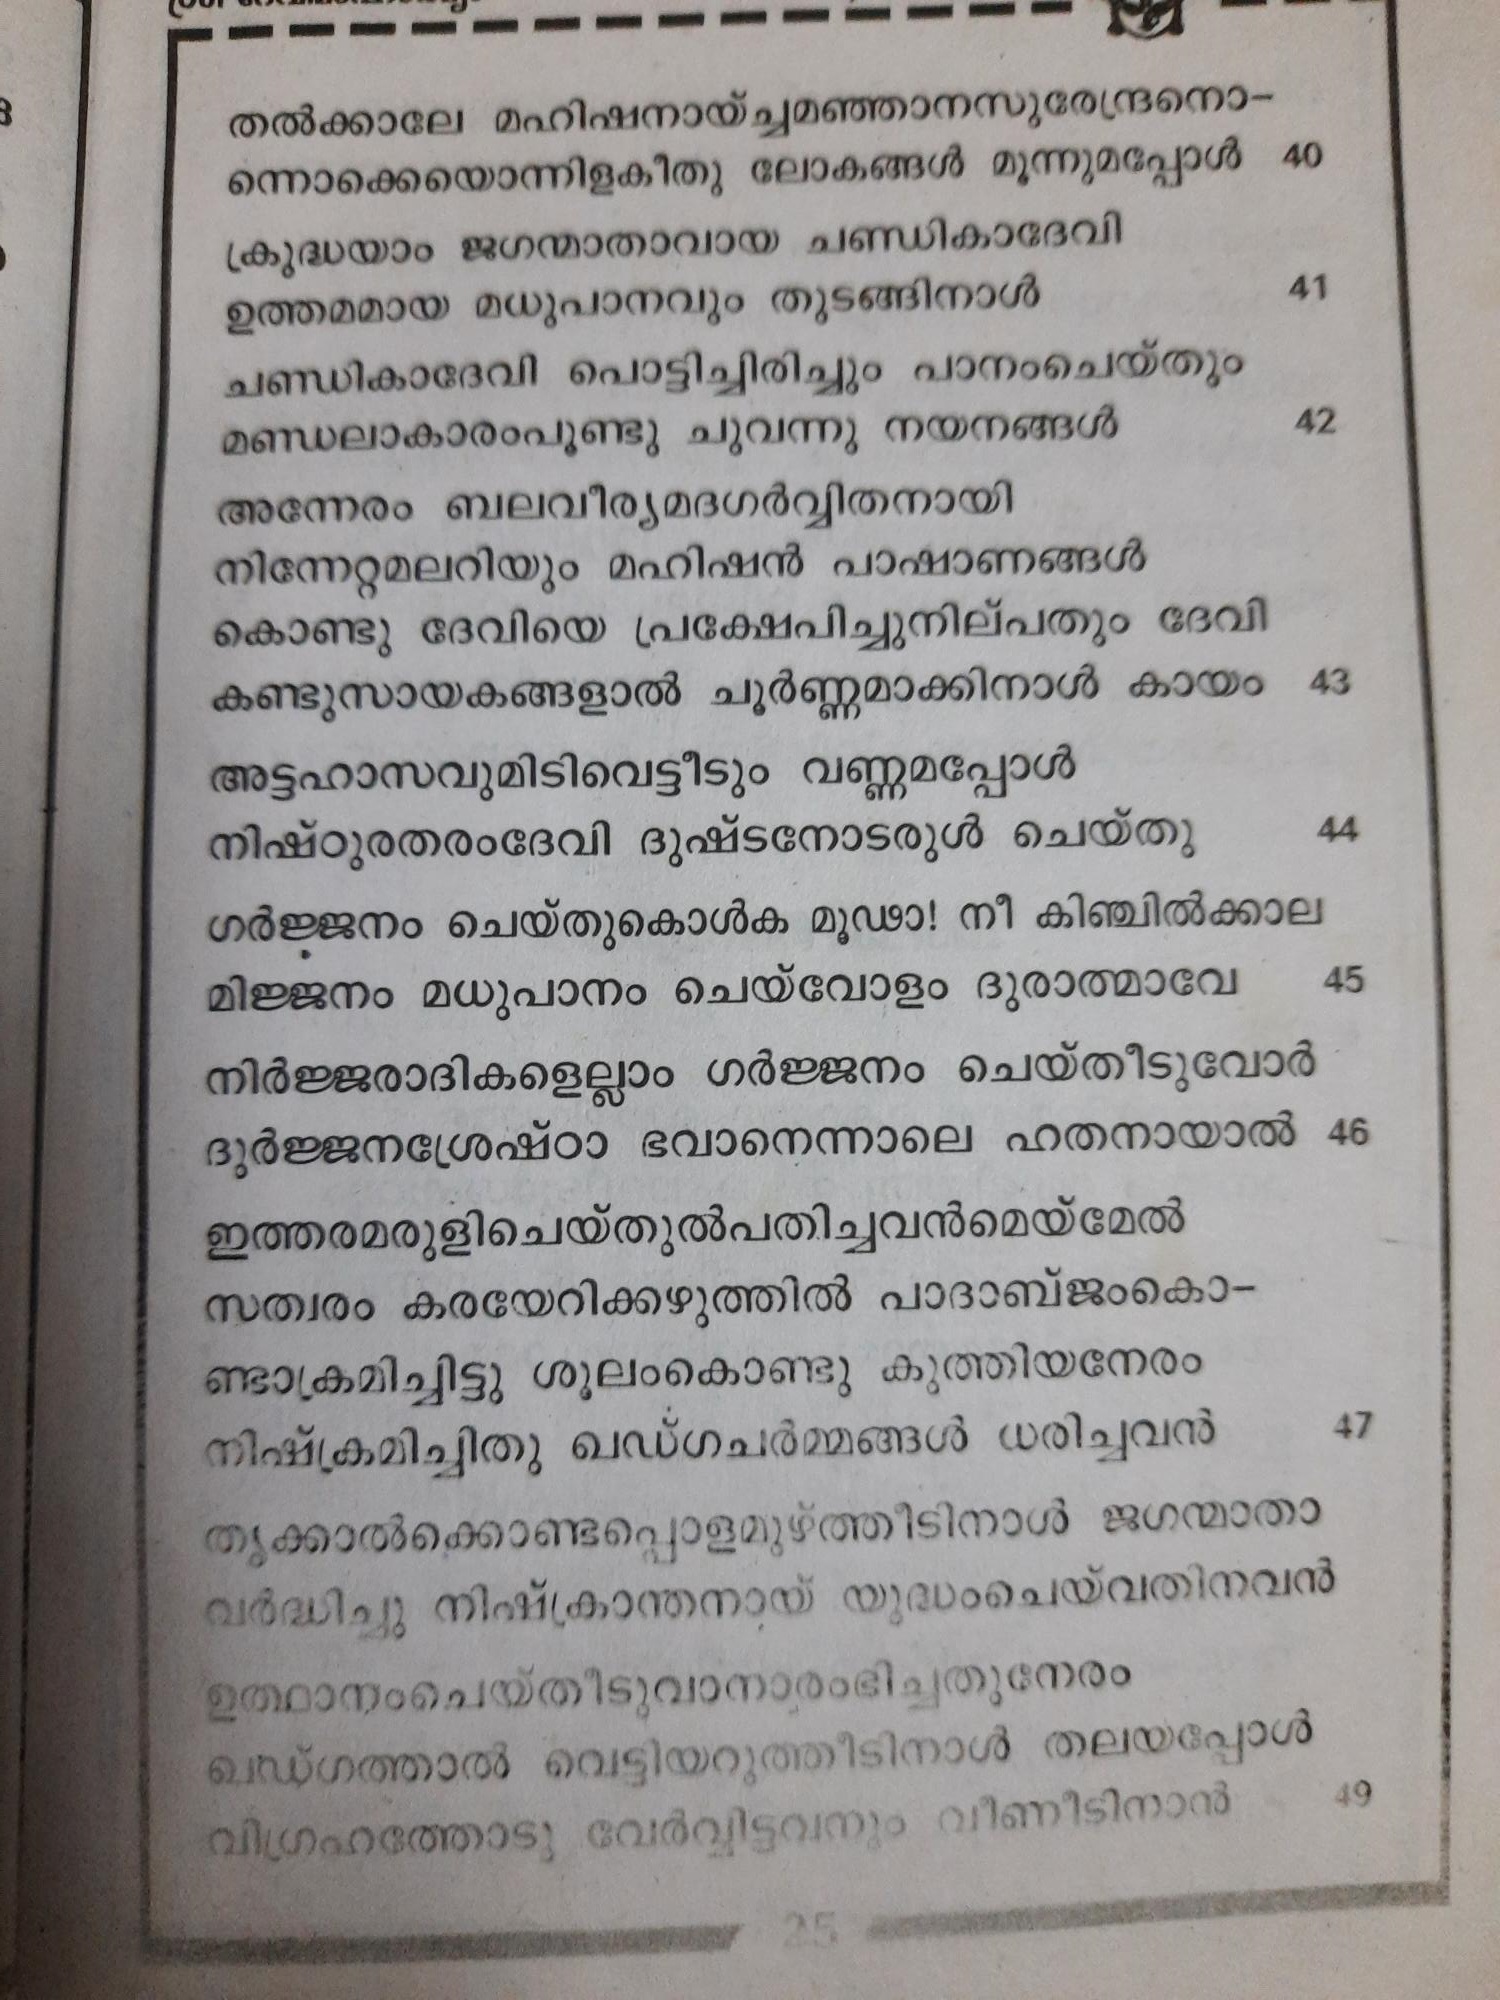 തൽക്കാലേ മഹിഷനായ്ച്ചമഞ്ഞാനസുരേന്ദ്രനൊ-
ന്നൊക്കെയൊന്നിളകീതു ലോകങ്ങൾ മൂന്നുമപ്പോൾ 40
ക്രുദ്ധയാം ജഗന്മാതാവായ ചണ്ഡികാദേവി
ഉത്തമമായ മധുപാനവും തുടങ്ങിനാൾ 41
ചണ്ഡികാദേവി പൊട്ടിച്ചിരിച്ചും പാനംചെയ്തും
മണ്ഡലാകാരംപൂണ്ടു ചുവന്നു നയനങ്ങൾ 42
അന്നേരം ബലവീര്യമദഗർവ്വിതനായി
നിന്നേറ്റമലറിയും മഹിഷൻ പാഷാണങ്ങൾ
കൊണ്ടു ദേവിയെ പ്രക്ഷേപിച്ചുനില്പതും ദേവി
കണ്ടുസായകങ്ങളാൽ ചൂർണ്ണമാക്കിനാൾ കായം 43
അട്ടഹാസവുമിടിവെട്ടീടും വണ്ണമപ്പോൾ
നിഷ്ഠുരതരംദേവി ദുഷ്ടനോടരുൾ ചെയ്തു 44
ഗർജ്ജനം ചെയ്തുകൊൾക മൂഢാ! നീ കിഞ്ചിൽക്കാല
മിജ്ജനം മധുപാനം ചെയ്‌വോളം ദുരാത്മാവേ 45
നിർജ്ജരാദികളെല്ലാം ഗർജ്ജനം ചെയ്തീടുവോർ
ദുർജ്ജനശ്രേഷ്ഠാ ഭവാനെന്നാലെ ഹതനായാൽ 46
ഇത്തരമരുളിചെയ്തുൽപതിച്ചവൻമെയ്മേൽ
സത്വരം കരയേറിക്കഴുത്തിൽ പാദാബ്ജംകൊ-
ണ്ടാക്രമിച്ചിട്ടു ശൂലംകൊണ്ടു കുത്തിയനേരം
നിഷ്ക്രമിച്ചിതു ഖഡ്ഗചർമ്മങ്ങൾ ധരിച്ചവൻ 47
തൃക്കാൽക്കൊണ്ടപ്പൊളമുഴ്ത്തീടിനാൾ ജഗന്മാതാ
വർദ്ധിച്ചു നിഷ്ക്രാന്തനായ് യുദ്ധംചെയ്‌വതിനവൻ
ഉത്ഥാനംചെയ്തീടുവാനാരംഭിച്ചതുനേരം
ഖഡ്ഗത്താൽ വെട്ടിയറുത്തീടിനാൾ തലയപ്പോൾ
വിഗ്രഹത്തോടു വേർവ്വിട്ടവനും വീണീടിനാൻ 49
25